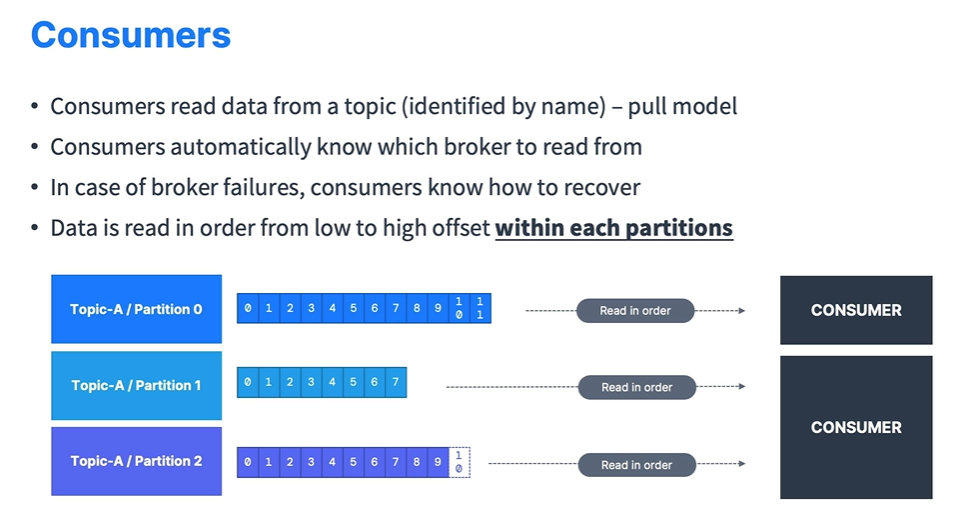 Consumers
• Consumers read data from a topic (identified by name) – pull model
• Consumers automatically know which broker to read from
• In case of broker failures, consumers know how to recover
• Data is read in order from low to high offset within each partitions
Topic-A / Partition 0
0 1 2 3 4 5 6 7 8 9 10 11
Read in order
CONSUMER
Topic-A / Partition 1
0 1 2 3 4 5 6 7
Read in order
CONSUMER
Topic-A / Partition 2
0 1 2 3 4 5 6 7 8 9 10
Read in order